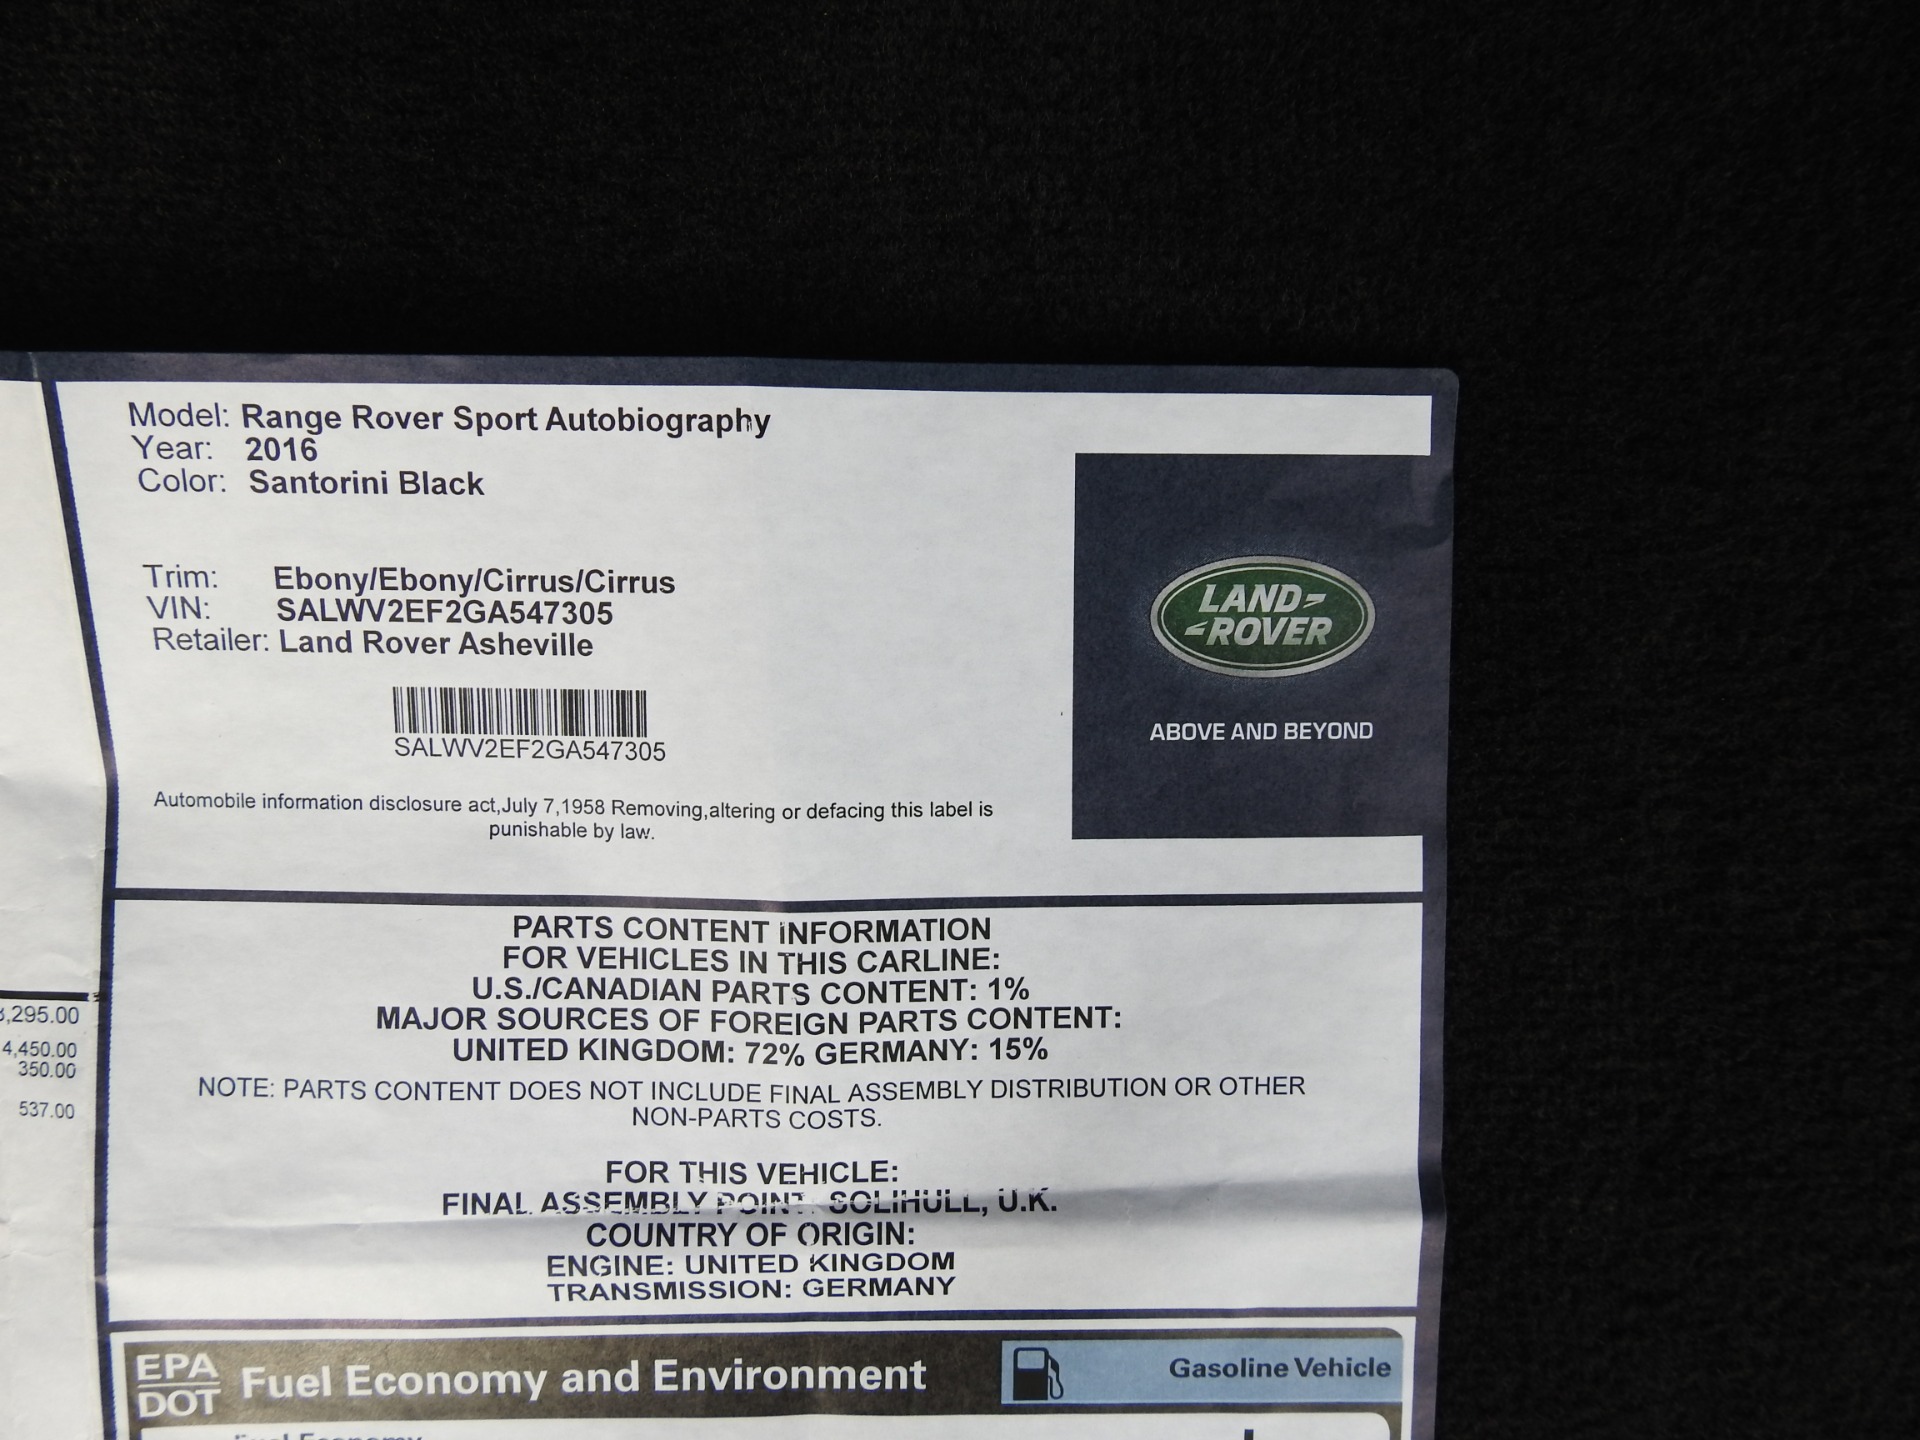 Model: Range Rover Sport Autobiography
Year: 2016
Color: Santorini Black
Trim: Ebony/Ebony/Cirrus/Cirrus
VIN: SALWV2EF2GA547305
Retailer: Land Rover Asheville
SALWV2EF2GA547305
Automobile information disclosure act,July 7,1958 Removing,altering or defacing this label is
punishable by law.
LAND-
-ROVER
ABOVE AND BEYOND
PARTS CONTENT INFORMATION
FOR VEHICLES IN THIS CARLINE:
U.S./CANADIAN PARTS CONTENT: 1%
MAJOR SOURCES OF FOREIGN PARTS CONTENT:
UNITED KINGDOM: 72% GERMANY: 15%
NOTE: PARTS CONTENT DOES NOT INCLUDE FINAL ASSEMBLY DISTRIBUTION OR OTHER
NON-PARTS COSTS.
FOR THIS VEHICLE:
FINAL ASSEMBLY POINT: SOLIHULL, U.K.
COUNTRY OF ORIGIN:
ENGINE: UNITED KINGDOM
TRANSMISSION: GERMANY
,295.00
4,450.00
350.00
537.00
EPA
DOT
Fuel Economy and Environment
Gasoline Vehicle